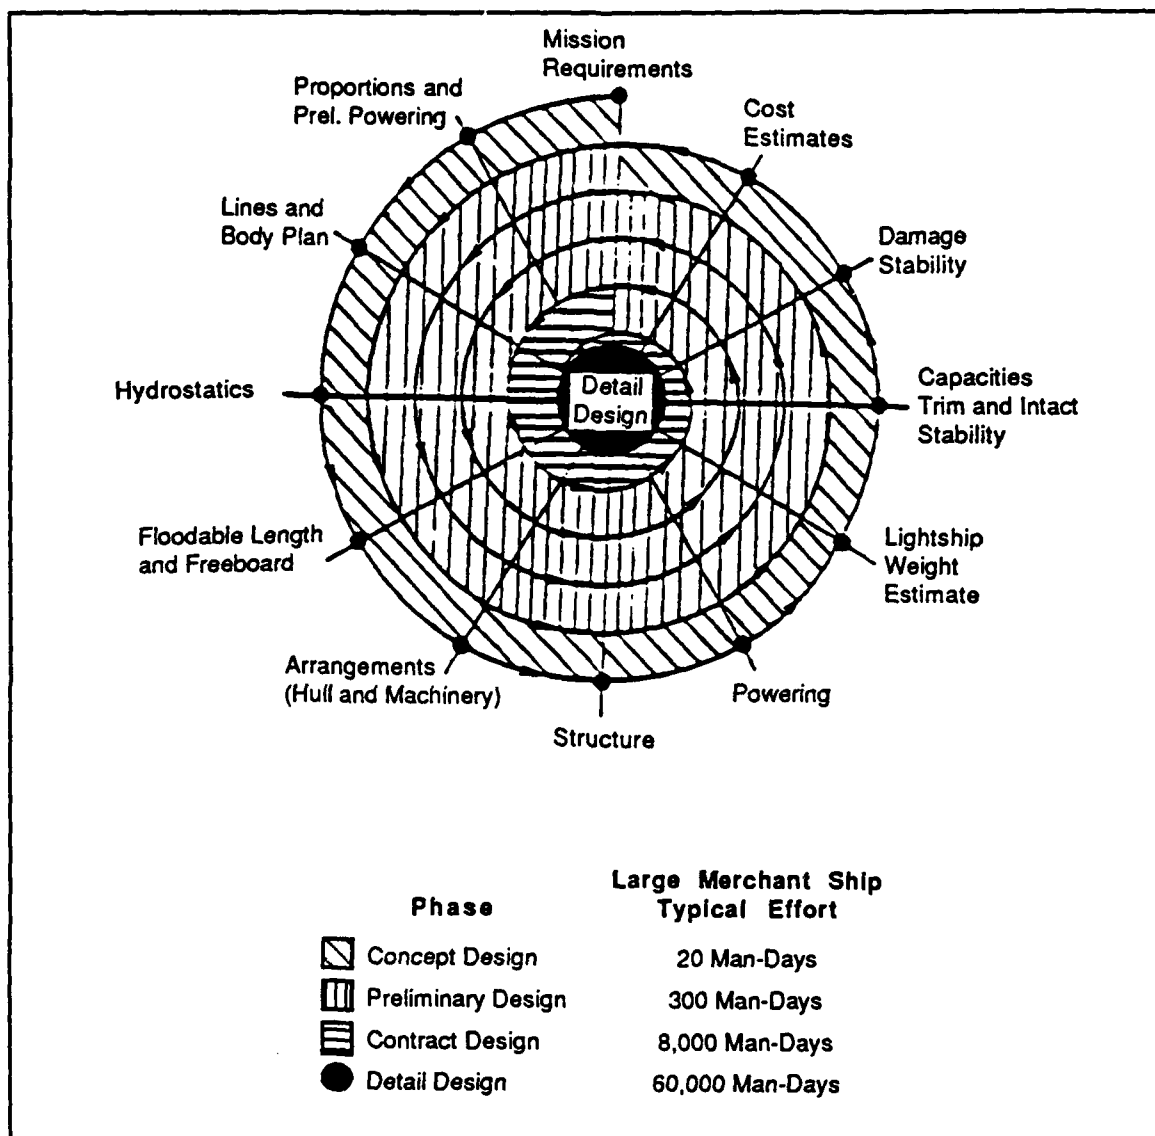 Mission
Requirements
Proportions and
Prel. Powering
Cost
Estimates
Lines and
Body Plan
Damage
Stability
Hydrostatics
Detail
Design
Capacities
Trim and Intact
Stability
Floodable Length
and Freeboard
Lightship
Weight
Estimate
Arrangements
(Hull and Machinery)
Powering
Structure
Large Merchant Ship
Phase Typical Effort
Concept Design 20 Man-Days
Preliminary Design 300 Man-Days
Contract Design 8,000 Man-Days
Detail Design 60,000 Man-Days